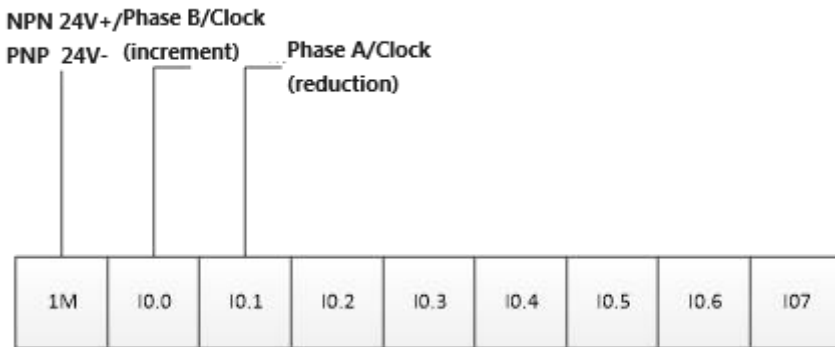 NPN 24V+/Phase B/Clock
PNP 24V- (increment)
Phase A/Clock
(reduction)
1M I0.0 I0.1 I0.2 I0.3 I0.4 I0.5 I0.6 I07